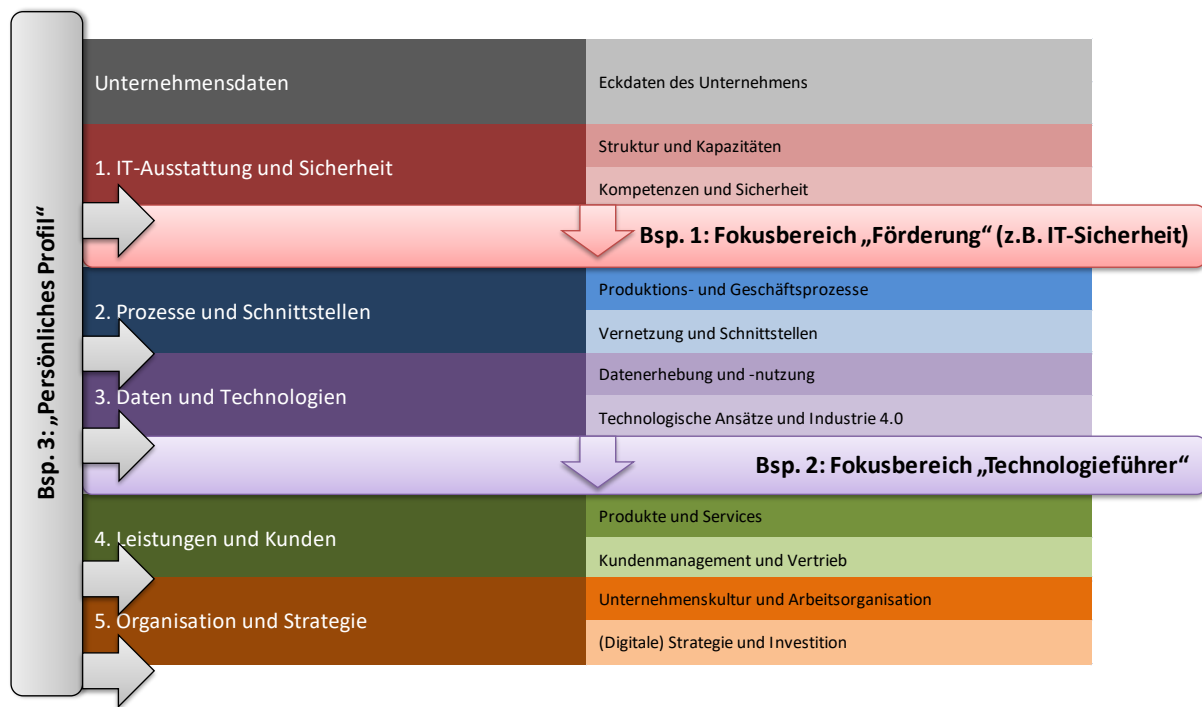 Bsp. 3: „Persönliches Profil“
Unternehmensdaten
Eckdaten des Unternehmens
1. IT-Ausstattung und Sicherheit
Struktur und Kapazitäten
Kompetenzen und Sicherheit
Bsp. 1: Fokusbereich „Förderung“ (z.B. IT-Sicherheit)
2. Prozesse und Schnittstellen
Produktions- und Geschäftsprozesse
Vernetzung und Schnittstellen
3. Daten und Technologien
Datenerhebung und -nutzung
Technologische Ansätze und Industrie 4.0
Bsp. 2: Fokusbereich „Technologieführer“
4. Leistungen und Kunden
Produkte und Services
Kundenmanagement und Vertrieb
5. Organisation und Strategie
Unternehmenskultur und Arbeitsorganisation
(Digitale) Strategie und Investition